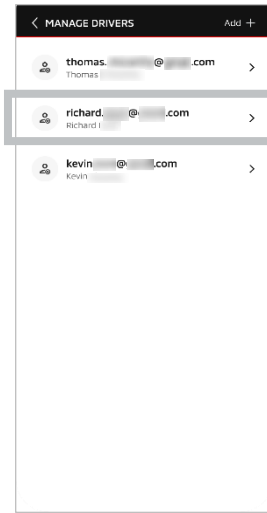 MANAGE DRIVERS Add +
thomas. @ .com
Thomas
richard. @ .com
Richard
kevin @ .com
Kevin